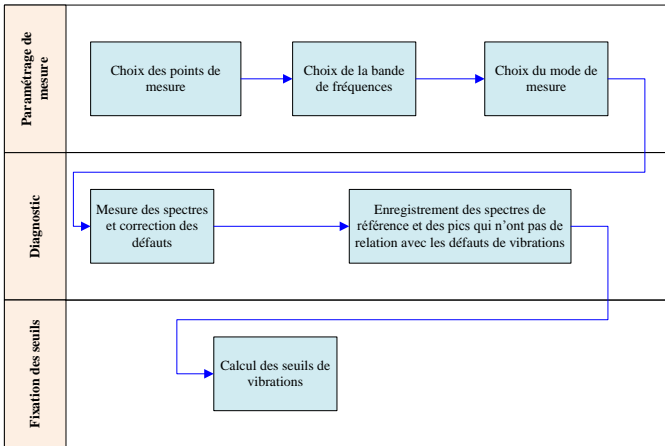 Paramétrage de
mesure
Choix des points de
mesure
Choix de la bande
de fréquences
Choix du mode de
mesure
Diagnostic
Mesure des spectres
et correction des
défauts
Enregistrement des spectres de
référence et des pics qui n'ont pas de
relation avec les défauts de vibrations
Fixation des seuils
Calcul des seuils de
vibrations